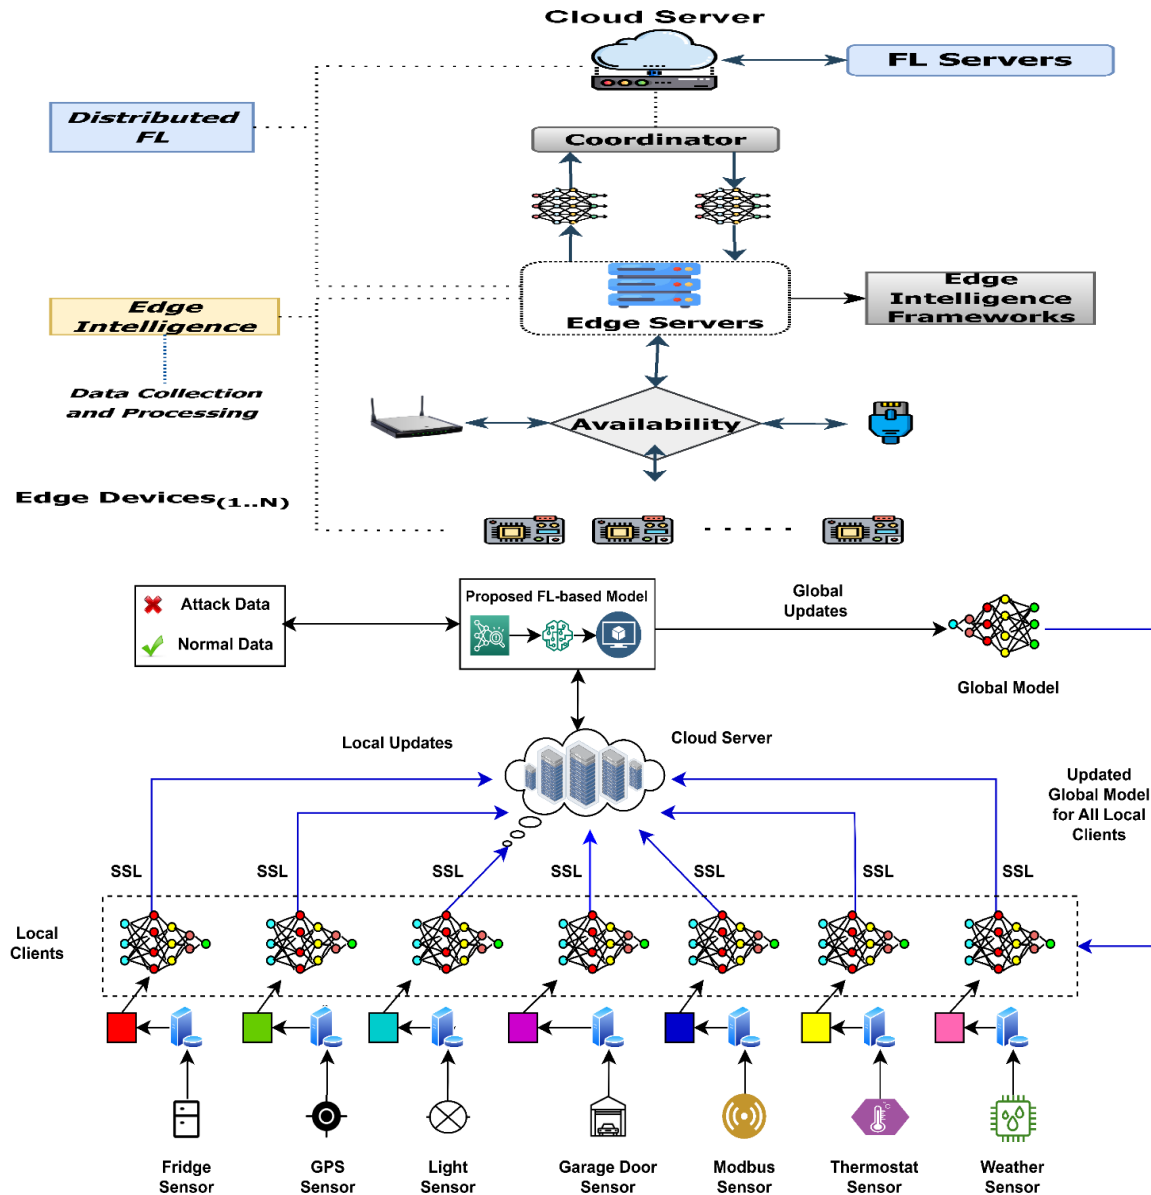 Cloud Server
FL Servers
Distributed
FL
Coordinator
Edge
Intelligence
Edge Servers
Edge
Intelligence
Frameworks
Data Collection
and Processing
Availability
Edge Devices(1..N)
Attack Data
Normal Data
Proposed FL-based Model
Global
Updates
Global Model
Local Updates
Cloud Server
Updated
Global Model
for All Local
Clients
SSL
SSL
SSL
SSL
SSL
SSL
SSL
Local
Clients
°C
Fridge
Sensor
GPS
Sensor
Light
Sensor
Garage Door
Sensor
Modbus
Sensor
Thermostat
Sensor
Weather
Sensor